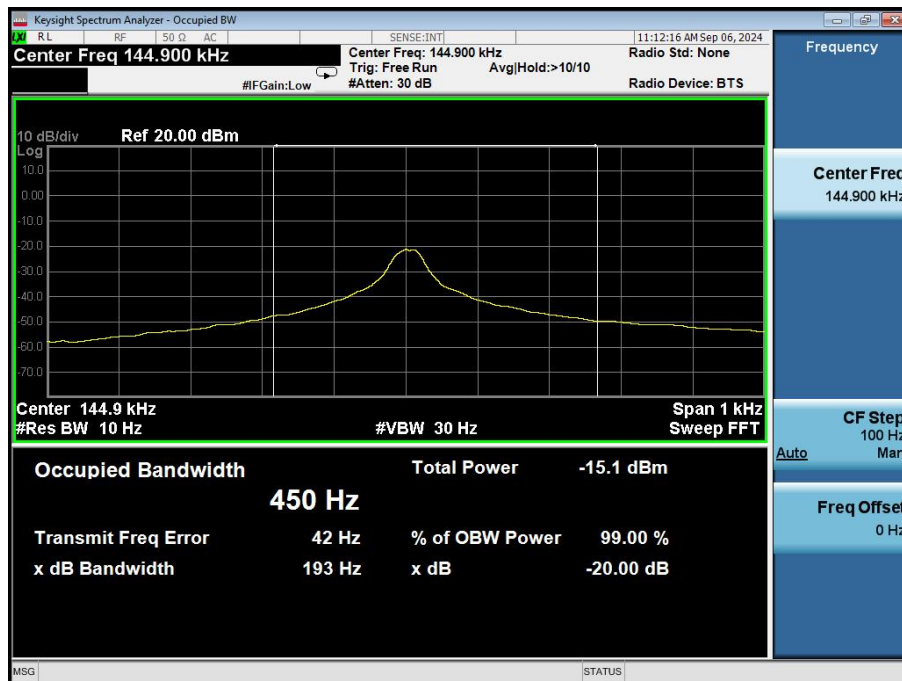 Keysight Spectrum Analyzer - Occupied BW
LXI RL RF 50 Ω AC SENSE:INT 11:12:16 AM Sep 06, 2024
Center Freq 144.900 kHz
Center Freq: 144.900 kHz Radio Std: None
Trig: Free Run Avg|Hold:>10/10
#IFGain:Low #Atten: 30 dB Radio Device: BTS
10 dB/div Ref 20.00 dBm
Log
10.0
0.00
-10.0
-20.0
-30.0
-40.0
-50.0
-60.0
-70.0
Center 144.9 kHz Span 1 kHz
#Res BW 10 Hz #VBW 30 Hz Sweep FFT
Occupied Bandwidth Total Power -15.1 dBm
450 Hz
Transmit Freq Error 42 Hz % of OBW Power 99.00 %
x dB Bandwidth 193 Hz x dB -20.00 dB
Frequency
Center Freq
144.900 kHz
CF Step
100 Hz
Auto Man
Freq Offset
0 Hz
MSG STATUS